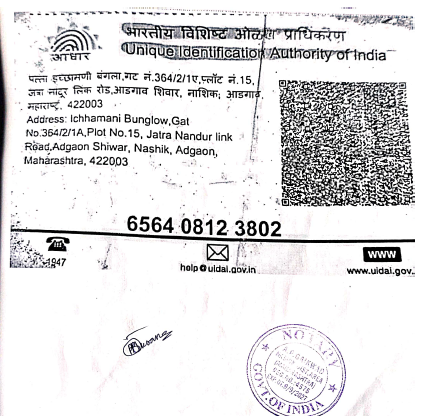 भारतीय विशिष्ट ओळख प्राधिकरण
Unique Identification Authority of India
आधार
पत्ता इच्छामणी बंगला,गट नं.364/2/1ए,प्लॉट नं.15,
जत्रा नांदूर लिंक रोड,आडगाव शिवार, नाशिक; आडगाव,
महाराष्ट्र, 422003
Address: Ichhamani Bunglow,Gat
No.364/2/1A,Plot No.15, Jatra Nandur link
Road,Adgaon Shiwar, Nashik, Adgaon,
Maharashtra, 422003
6564 0812 3802
1947
help@uidai.gov.in
www
www.uidai.gov.
NOTARY
GOVT. OF INDIA